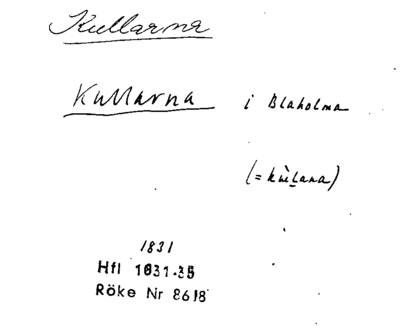 Kullarna
Kullarna i Blaholma
(= kùlana)
1831
Hfl 1831-35
Röke Nr 8618